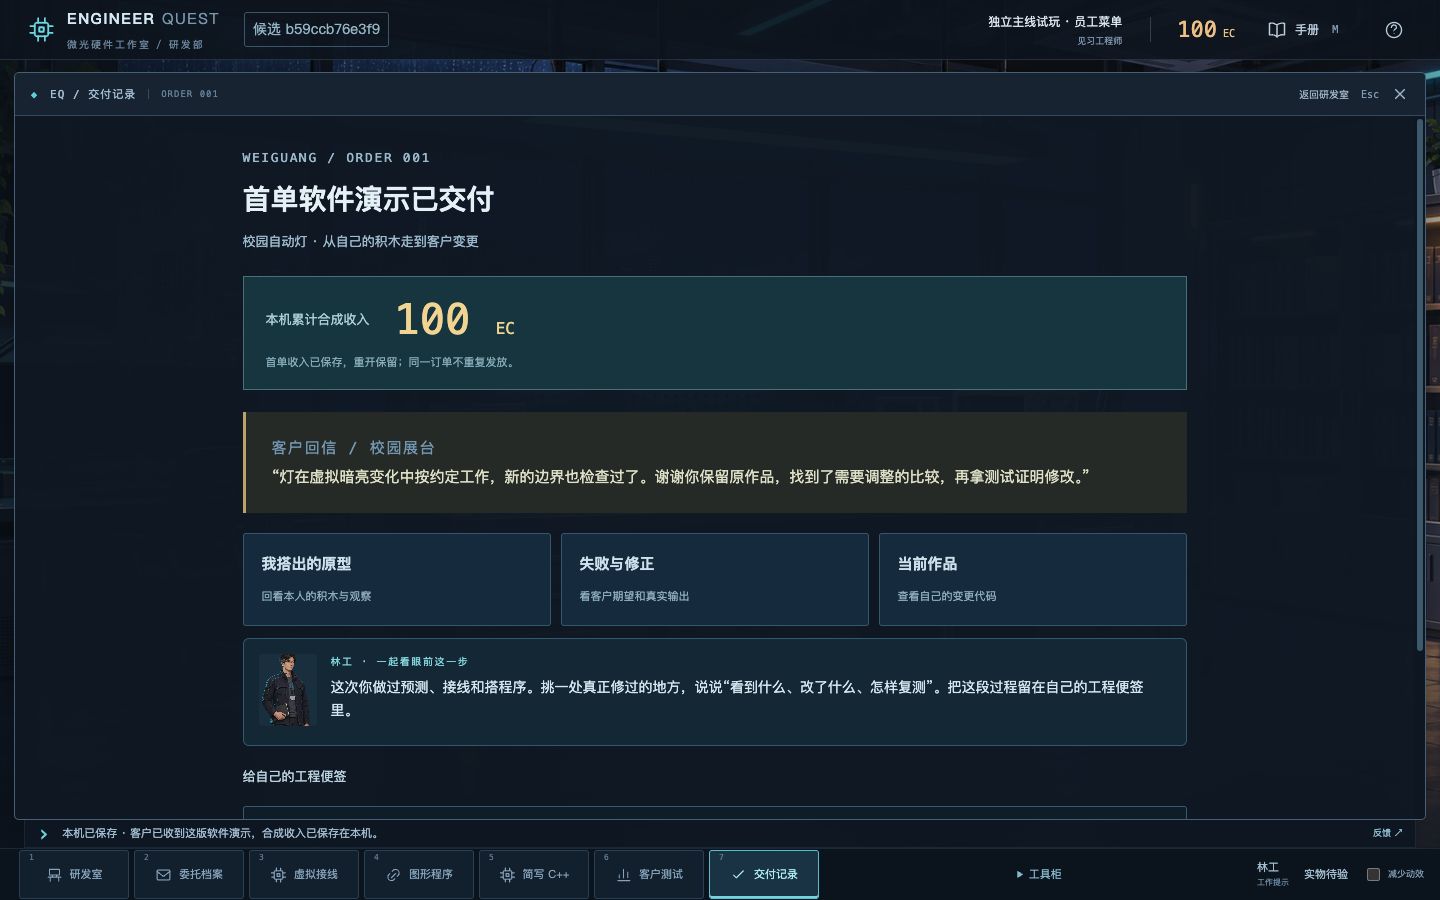 ENGINEER QUEST
微光硬件工作室 / 研发部
候选 b59ccb76e3f9
独立主线试玩 · 员工菜单
见习工程师
100 EC
手册 M
EQ / 交付记录
ORDER 001
返回研发室 Esc
WEIGUANG / ORDER 001
首单软件演示已交付
校园自动灯 · 从自己的积木走到客户变更
本机累计合成收入 100 EC
首单收入已保存，重开保留；同一订单不重复发放。
客户回信 / 校园展台
“灯在虚拟暗亮变化中按约定工作，新的边界也检查过了。谢谢你保留原作品，找到了需要调整的比较，再拿测试证明修改。”
我搭出的原型
回看本人的积木与观察
失败与修正
看客户期望和真实输出
当前作品
查看自己的变更代码
林工 · 一起看眼前这一步
这次你做过预测、接线和搭程序。挑一处真正修过的地方，说说“看到什么、改了什么、怎样复测”。把这段过程留在自己的工程便签
里。
给自己的工程便签
本机已保存 · 客户已收到这版软件演示，合成收入已保存在本机。
反馈 ↗
1 研发室
2 委托档案
3 虚拟接线
4 图形程序
5 简写 C++
6 客户测试
7 交付记录
工具柜
林工
工作提示
实物待验
减少动效